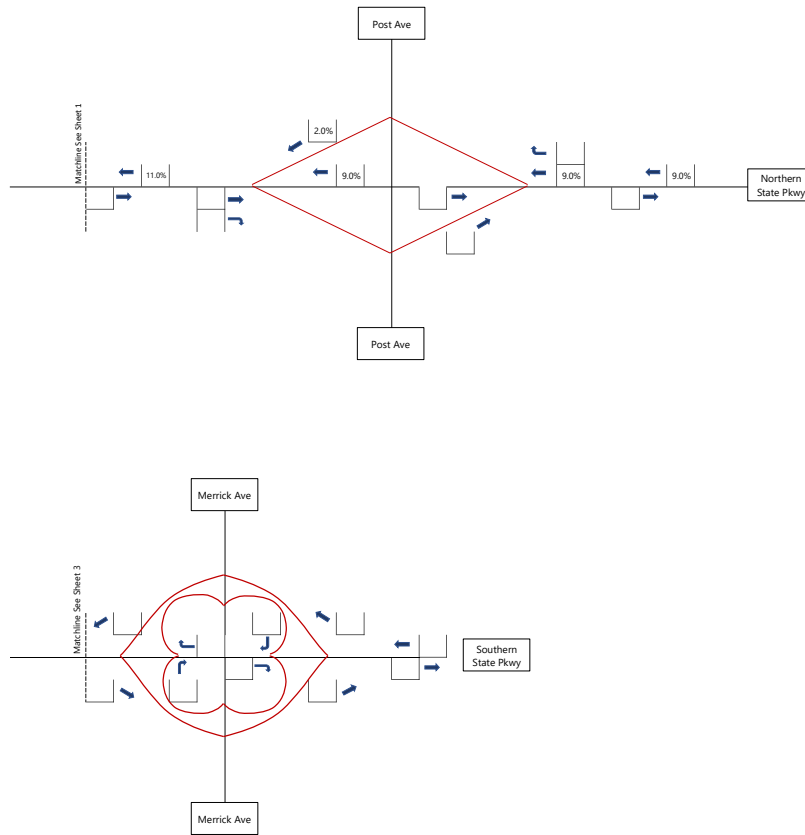 Post Ave
Matchline See Sheet 1
2.0%
11.0%
9.0%
9.0%
9.0%
Northern
State Pkwy
Post Ave
Merrick Ave
Matchline See Sheet 3
Southern
State Pkwy
Merrick Ave